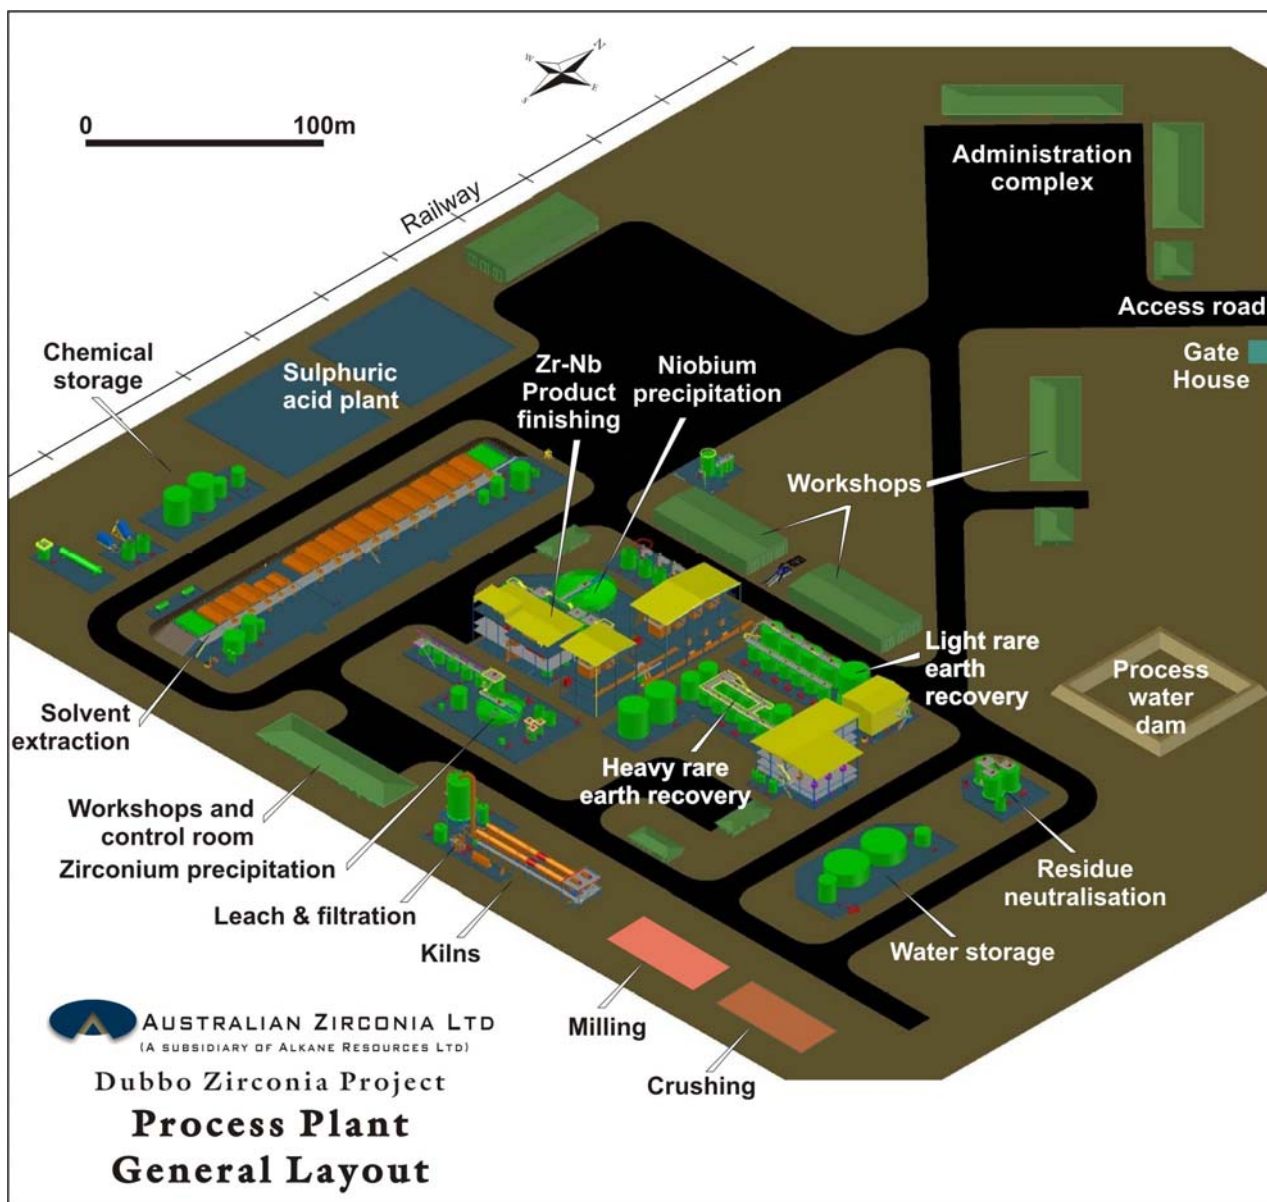 N
W
E
S
0
100m
Railway
Administration
complex
Access road
Gate
House
Chemical
storage
Sulphuric
acid plant
Zr-Nb
Product
finishing
Niobium
precipitation
Workshops
Light rare
earth
recovery
Process
water
dam
Solvent
extraction
Heavy rare
earth recovery
Workshops and
control room
Zirconium precipitation
Leach & filtration
Kilns
Residue
neutralisation
Water storage
Milling
Crushing
AUSTRALIAN ZIRCONIA LTD
(A SUBSIDIARY OF ALKANE RESOURCES LTD)
Dubbo Zirconia Project
Process Plant
General Layout